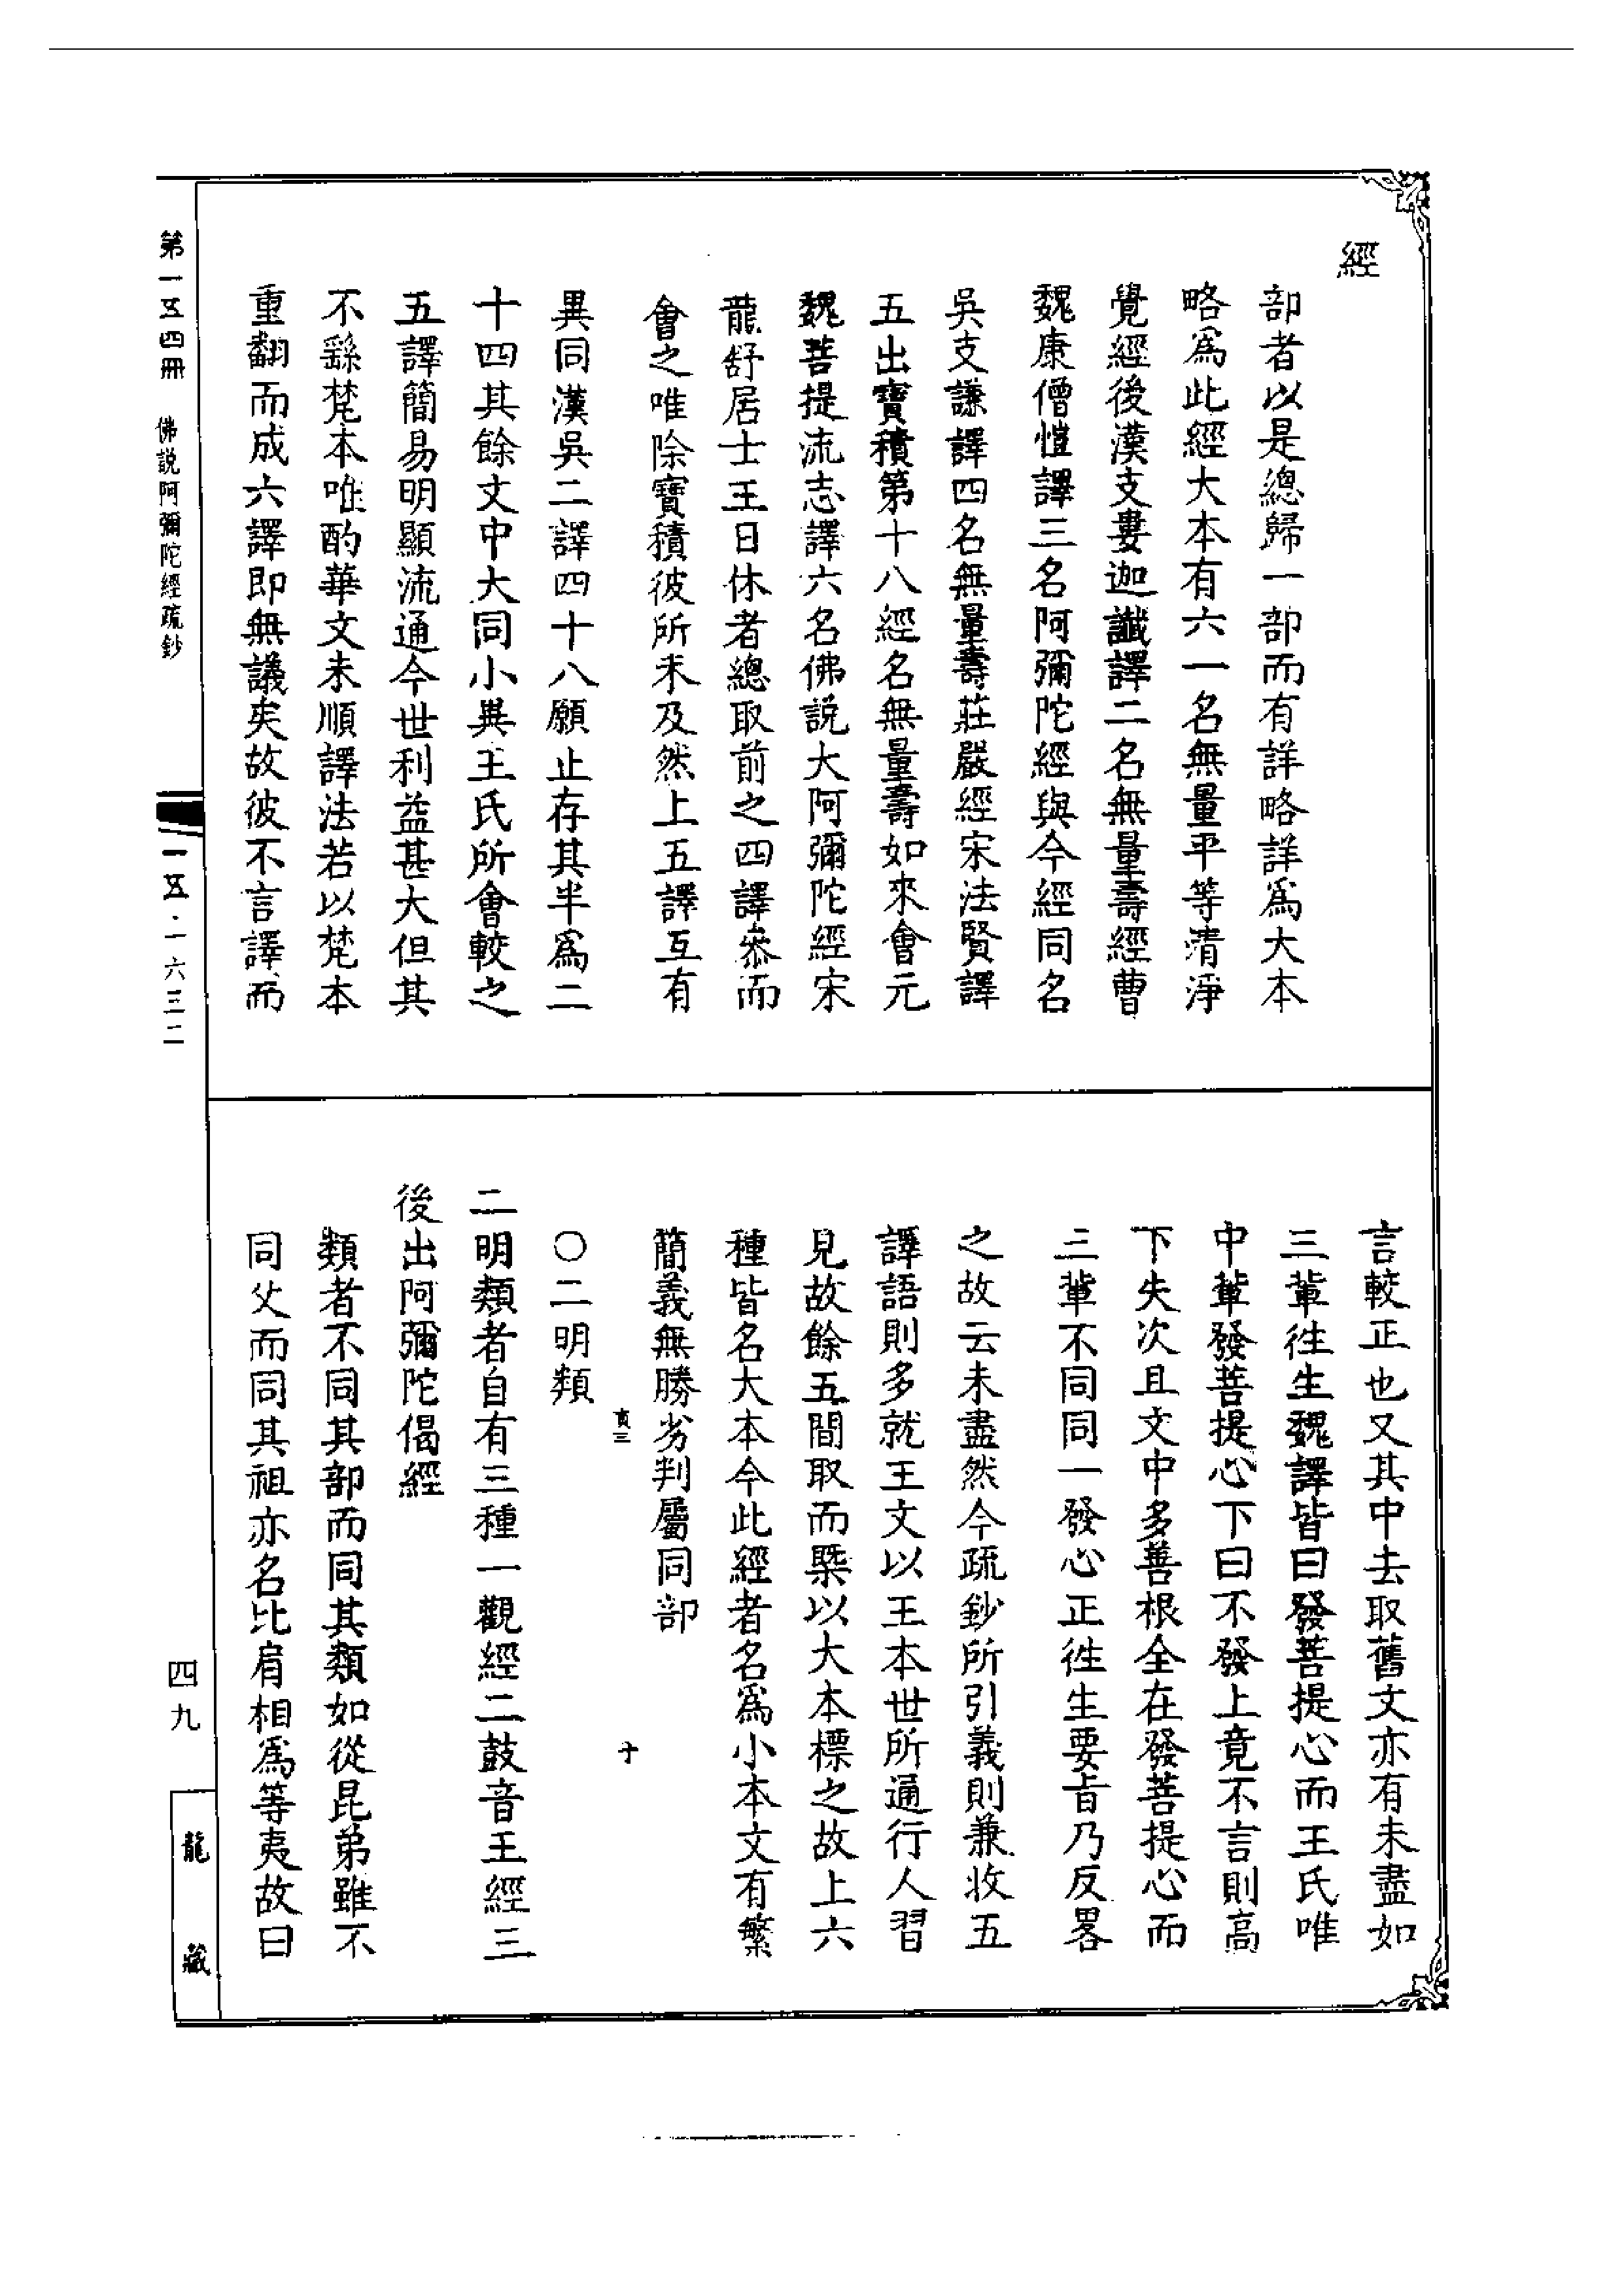 經
部者以是總歸一部而有詳略詳爲大本
略爲此經大本有六一名無量平等清淨
覺經後漢支婁迦讖譯二名無量壽經曹
魏康僧愷譯三名阿彌陀經與今經同名
吳支謙譯四名無量壽莊嚴經宋法賢譯
五出寶積第十八經名無量壽如來會元
魏菩提流志譯六名佛説大阿彌陀經宋
龍舒居士王日休者總取前之四譯叅而
會之唯除寶積彼所未及然上五譯互有
異同漢吳二譯四十八願止存其半爲二
十四其餘文中大同小異王氏所會較之
五譯簡易明顯流通今世利益甚大但其
不繇梵本唯酌華文未順譯法若以梵本
重翻而成六譯即無議矣故彼不言譯而
言較正也又其中去取舊文亦有未盡如
三軰徃生魏譯皆曰發菩提心而王氏唯
中軰發菩提心下曰不發上竟不言則高
下失次且文中多善根全在發菩提心而
三軰不同同一發心正徃生要旨乃反畧
之故云未盡然今疏鈔所引義則兼收五
譯語則多就王文以王本世所通行人習
見故餘五間取而槩以大本標之故上六
種皆名大本今此經者名爲小本文有繁
簡義無勝劣判屬同部
〇二明類
二明類者自有三種一觀經二鼓音王經三
後出阿彌陀偈經
類者不同其部而同其類如從昆弟雖不
同父而同其祖亦名比肩相爲等夷故曰
第一五四冊　佛説阿彌陀經疏鈔
一五·一六三二
四九
龍藏